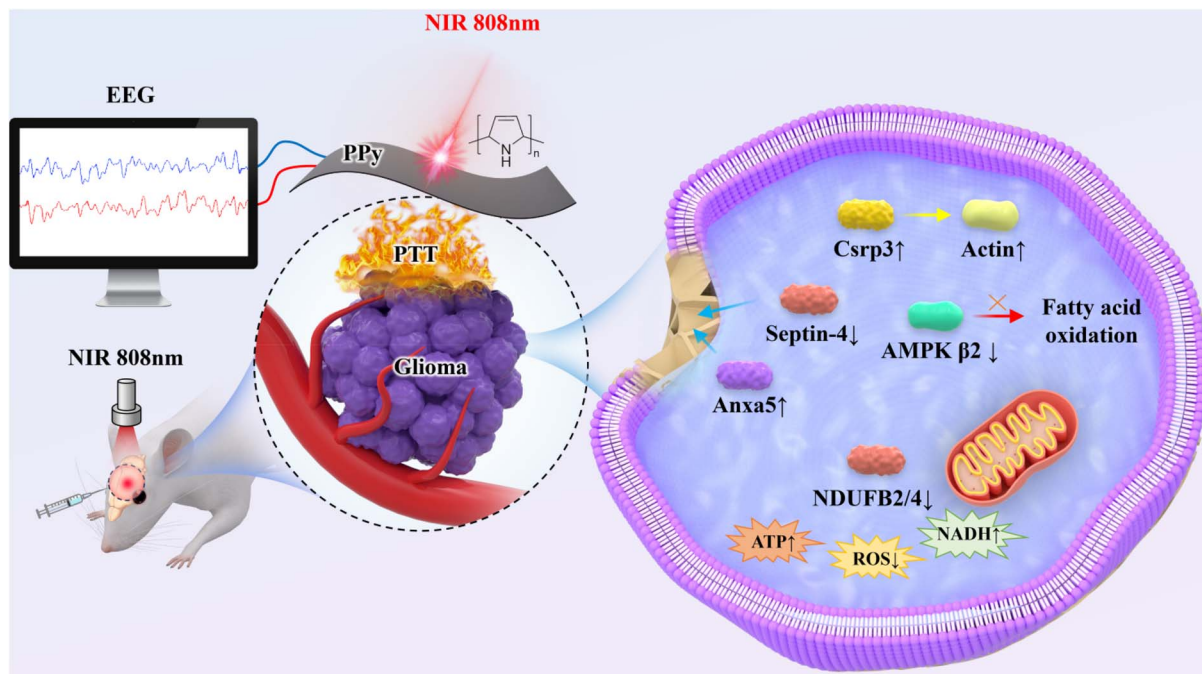 NIR 808nm
EEG
PPy
[ N H ]n
PTT
Glioma
NIR 808nm
Csrp3↑
Actin↑
Septin-4↓
AMPK β2 ↓
Fatty acid
oxidation
Anxa5↑
NDUFB2/4↓
ATP↑
ROS↓
NADH↑